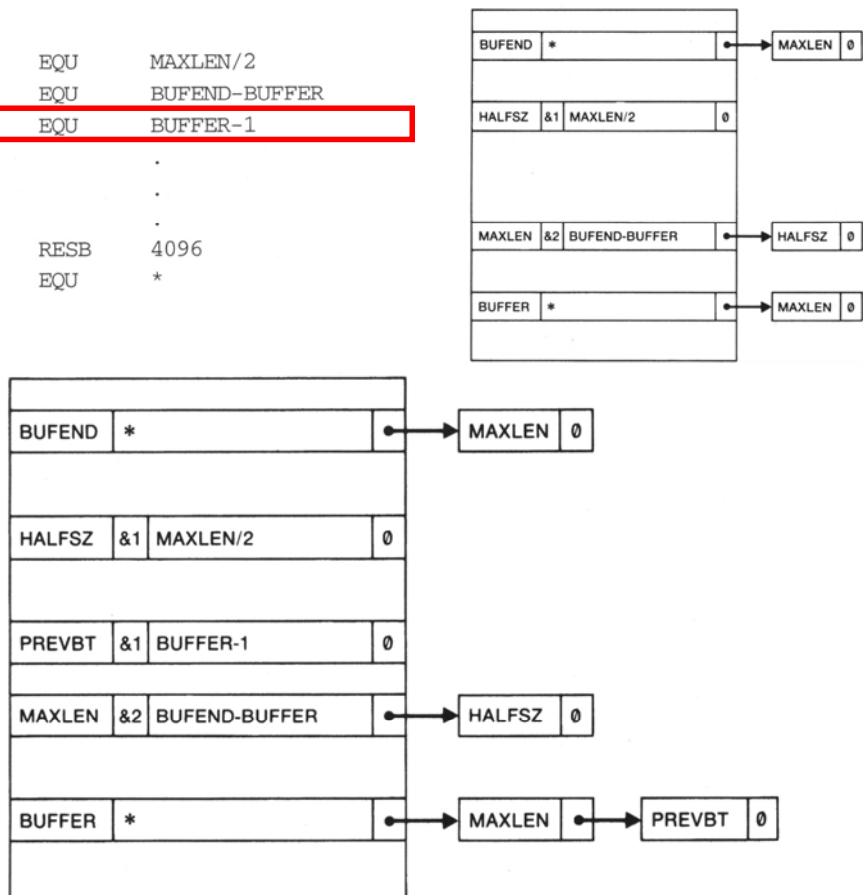 EQU MAXLEN/2
EQU BUFEND-BUFFER
EQU BUFFER-1
.
.
.
RESB 4096
EQU *
BUFEND * MAXLEN 0
HALFSZ &1 MAXLEN/2 0
MAXLEN &2 BUFEND-BUFFER HALFSZ 0
BUFFER * MAXLEN 0
BUFEND * MAXLEN 0
HALFSZ &1 MAXLEN/2 0
PREVBT &1 BUFFER-1 0
MAXLEN &2 BUFEND-BUFFER HALFSZ 0
BUFFER * MAXLEN PREVBT 0